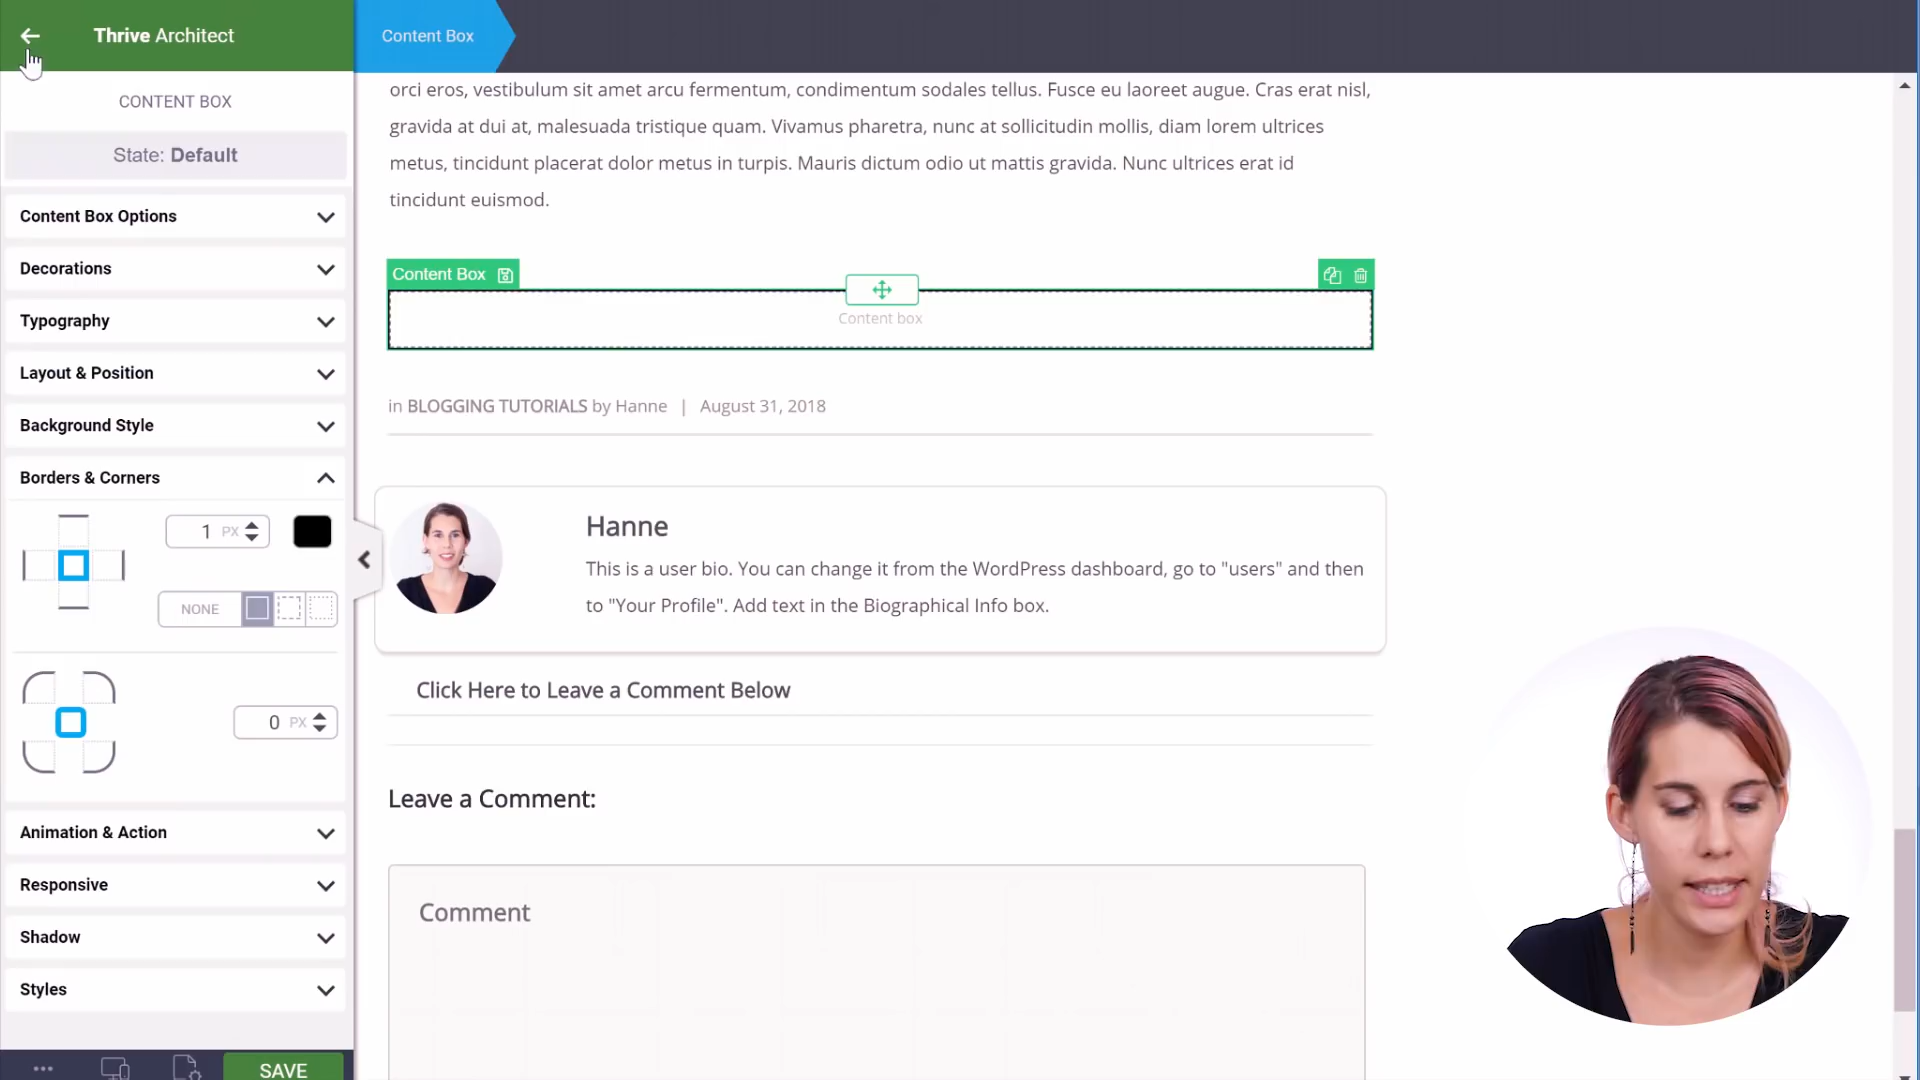 Thrive Architect
Content Box
CONTENT BOX
State: Default
Content Box Options
Decorations
Typography
Layout & Position
Background Style
Borders & Corners
1 PX
NONE
0 PX
Animation & Action
Responsive
Shadow
Styles
SAVE
orci eros, vestibulum sit amet arcu fermentum, condimentum sodales tellus. Fusce eu laoreet augue. Cras erat nisl,
gravida at dui at, malesuada tristique quam. Vivamus pharetra, nunc at sollicitudin mollis, diam lorem ultrices
metus, tincidunt placerat dolor metus in turpis. Mauris dictum odio ut mattis gravida. Nunc ultrices erat id
tincidunt euismod.
Content Box
Content box
in BLOGGING TUTORIALS by Hanne | August 31, 2018
Hanne
This is a user bio. You can change it from the WordPress dashboard, go to "users" and then
to "Your Profile". Add text in the Biographical Info box.
Click Here to Leave a Comment Below
Leave a Comment:
Comment